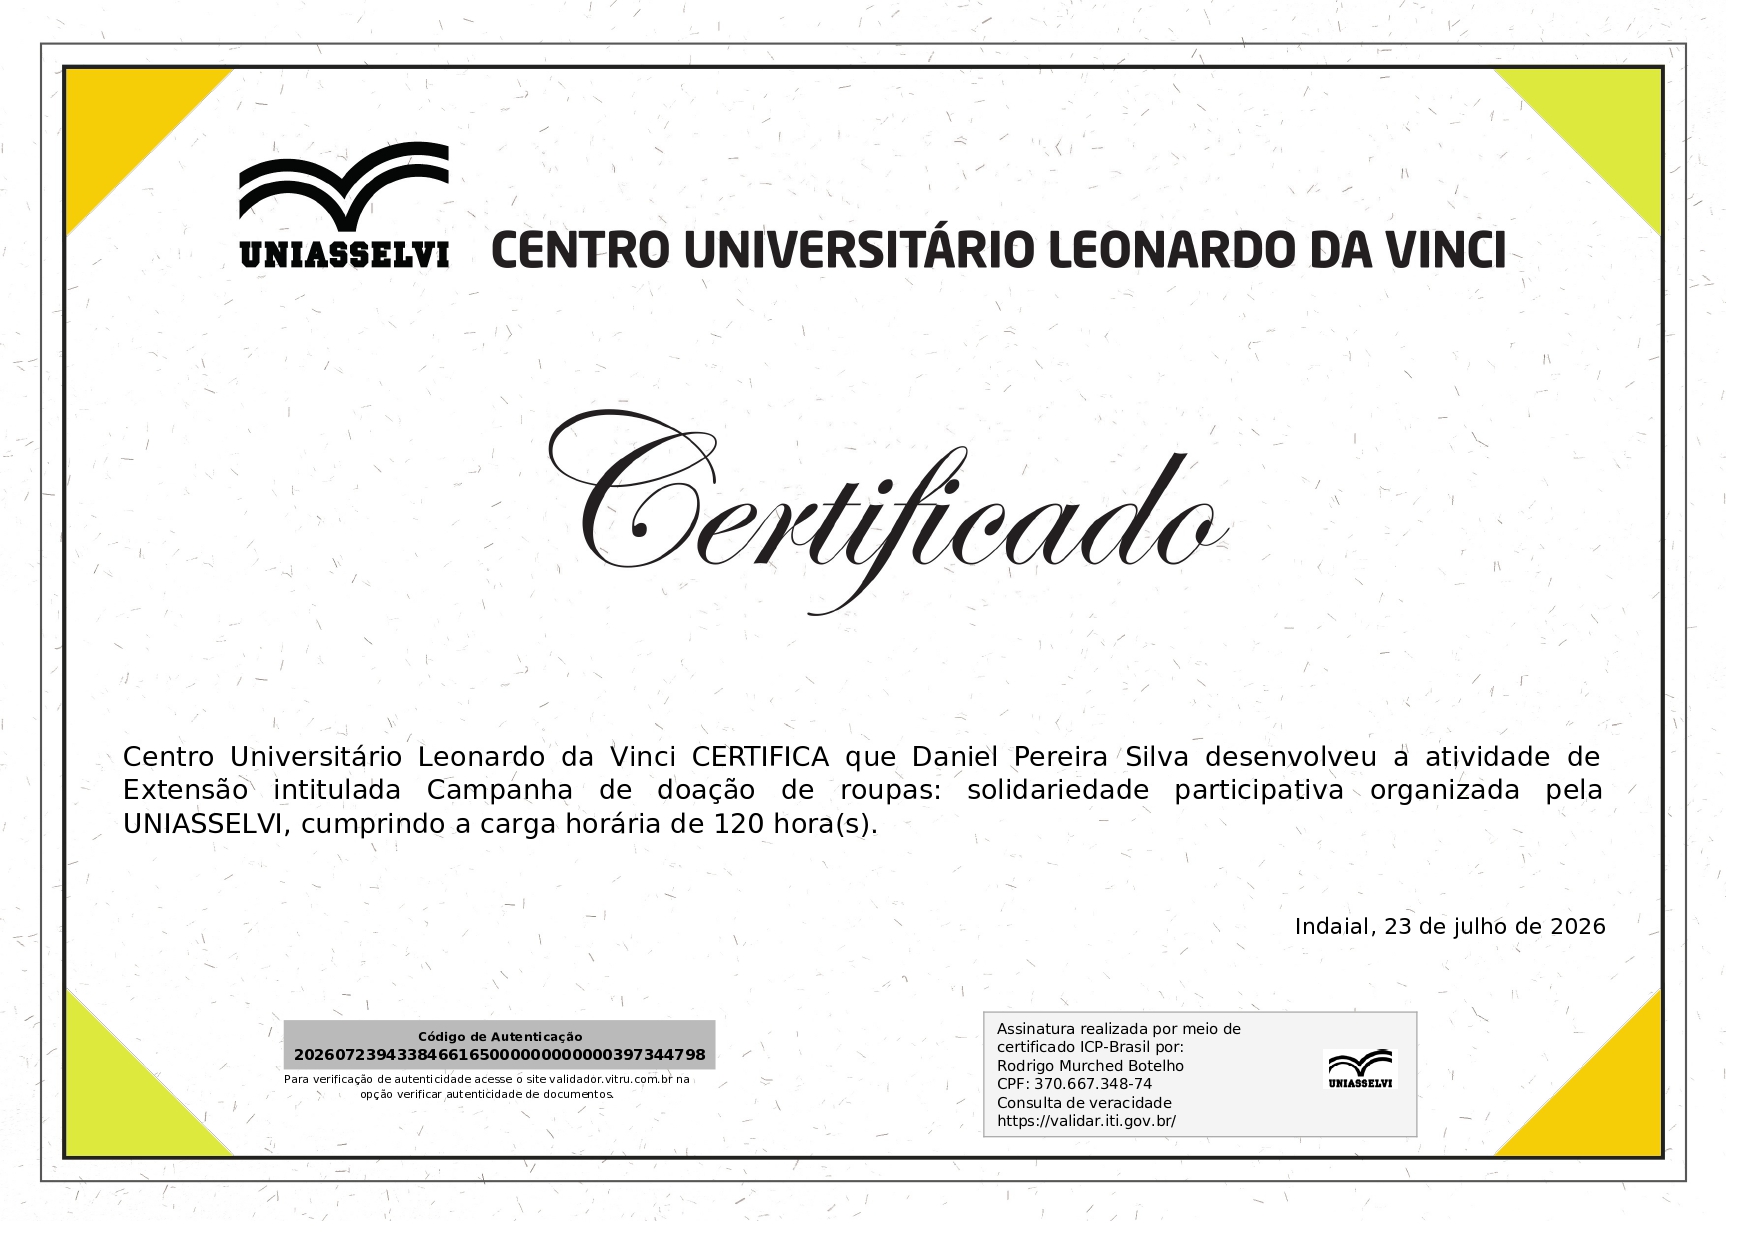 UNIASSELVI
CENTRO UNIVERSITÁRIO LEONARDO DA VINCI
Certificado
Centro Universitário Leonardo da Vinci CERTIFICA que Daniel Pereira Silva desenvolveu a atividade de
Extensão intitulada Campanha de doação de roupas: solidariedade participativa organizada pela
UNIASSELVI, cumprindo a carga horária de 120 hora(s).
Indaial, 23 de julho de 2026
Código de Autenticação
20260723943384661650000000000000397344798
Para verificação de autenticidade acesse o site validador.vitru.com.br na
opção verificar autenticidade de documentos.
Assinatura realizada por meio de
certificado ICP-Brasil por:
Rodrigo Murched Botelho
CPF: 370.667.348-74
Consulta de veracidade
https://validar.iti.gov.br/
UNIASSELVI